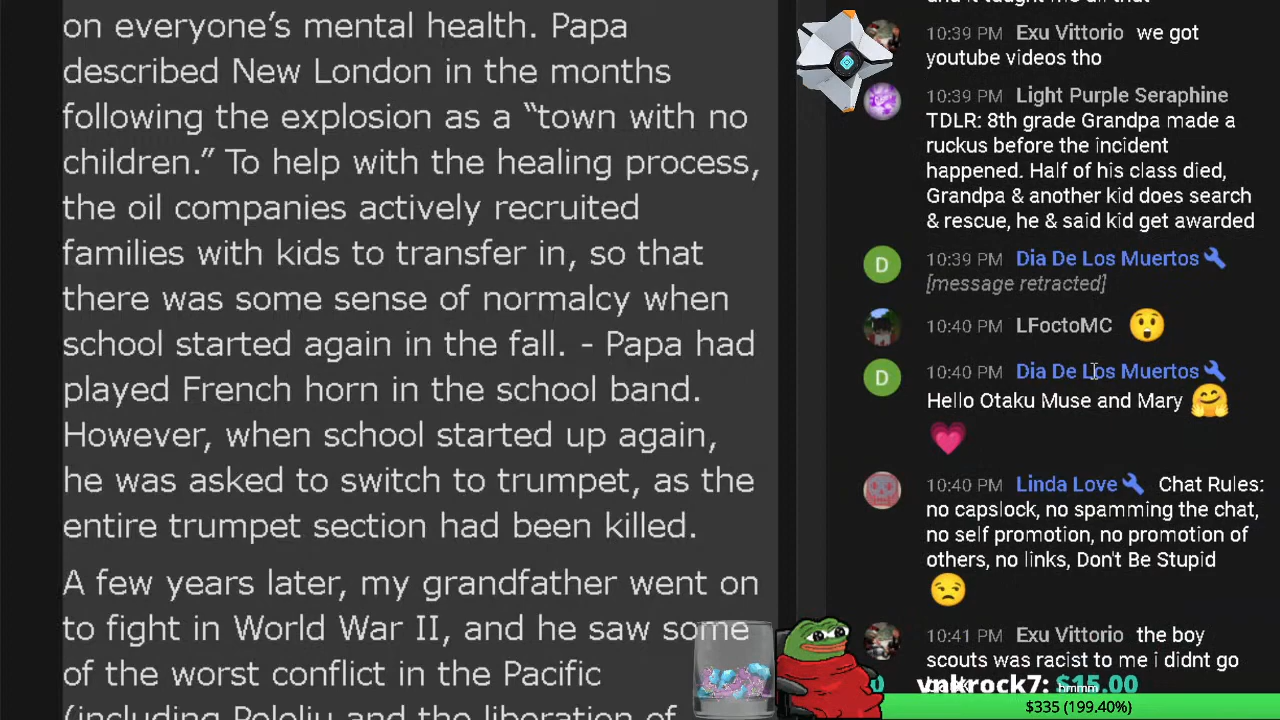 on everyone’s mental health. Papa
described New London in the months
following the explosion as a “town with no
children.” To help with the healing process,
the oil companies actively recruited
families with kids to transfer in, so that
there was some sense of normalcy when
school started again in the fall. - Papa had
played French horn in the school band.
However, when school started up again,
he was asked to switch to trumpet, as the
entire trumpet section had been killed.
A few years later, my grandfather went on
to fight in World War II, and he saw some
of the worst conflict in the Pacific
(including Peleliu and the liberation of
10:39 PM Exu Vittorio we got
youtube videos tho
10:39 PM Light Purple Seraphine
TDLR: 8th grade Grandpa made a
ruckus before the incident
happened. Half of his class died,
Grandpa & another kid does search
& rescue, he & said kid get awarded
D
10:39 PM Dia De Los Muertos
[message retracted]
10:40 PM LFoctoMC 😲
D
10:40 PM Dia De Los Muertos
Hello Otaku Muse and Mary 🤗
💗
10:40 PM Linda Love Chat Rules:
no capslock, no spamming the chat,
no self promotion, no promotion of
others, no links, Don't Be Stupid
😒
10:41 PM Exu Vittorio the boy
scouts was racist to me i didnt go
vnkrock7: $15.00
hmmm
$335 (199.40%)